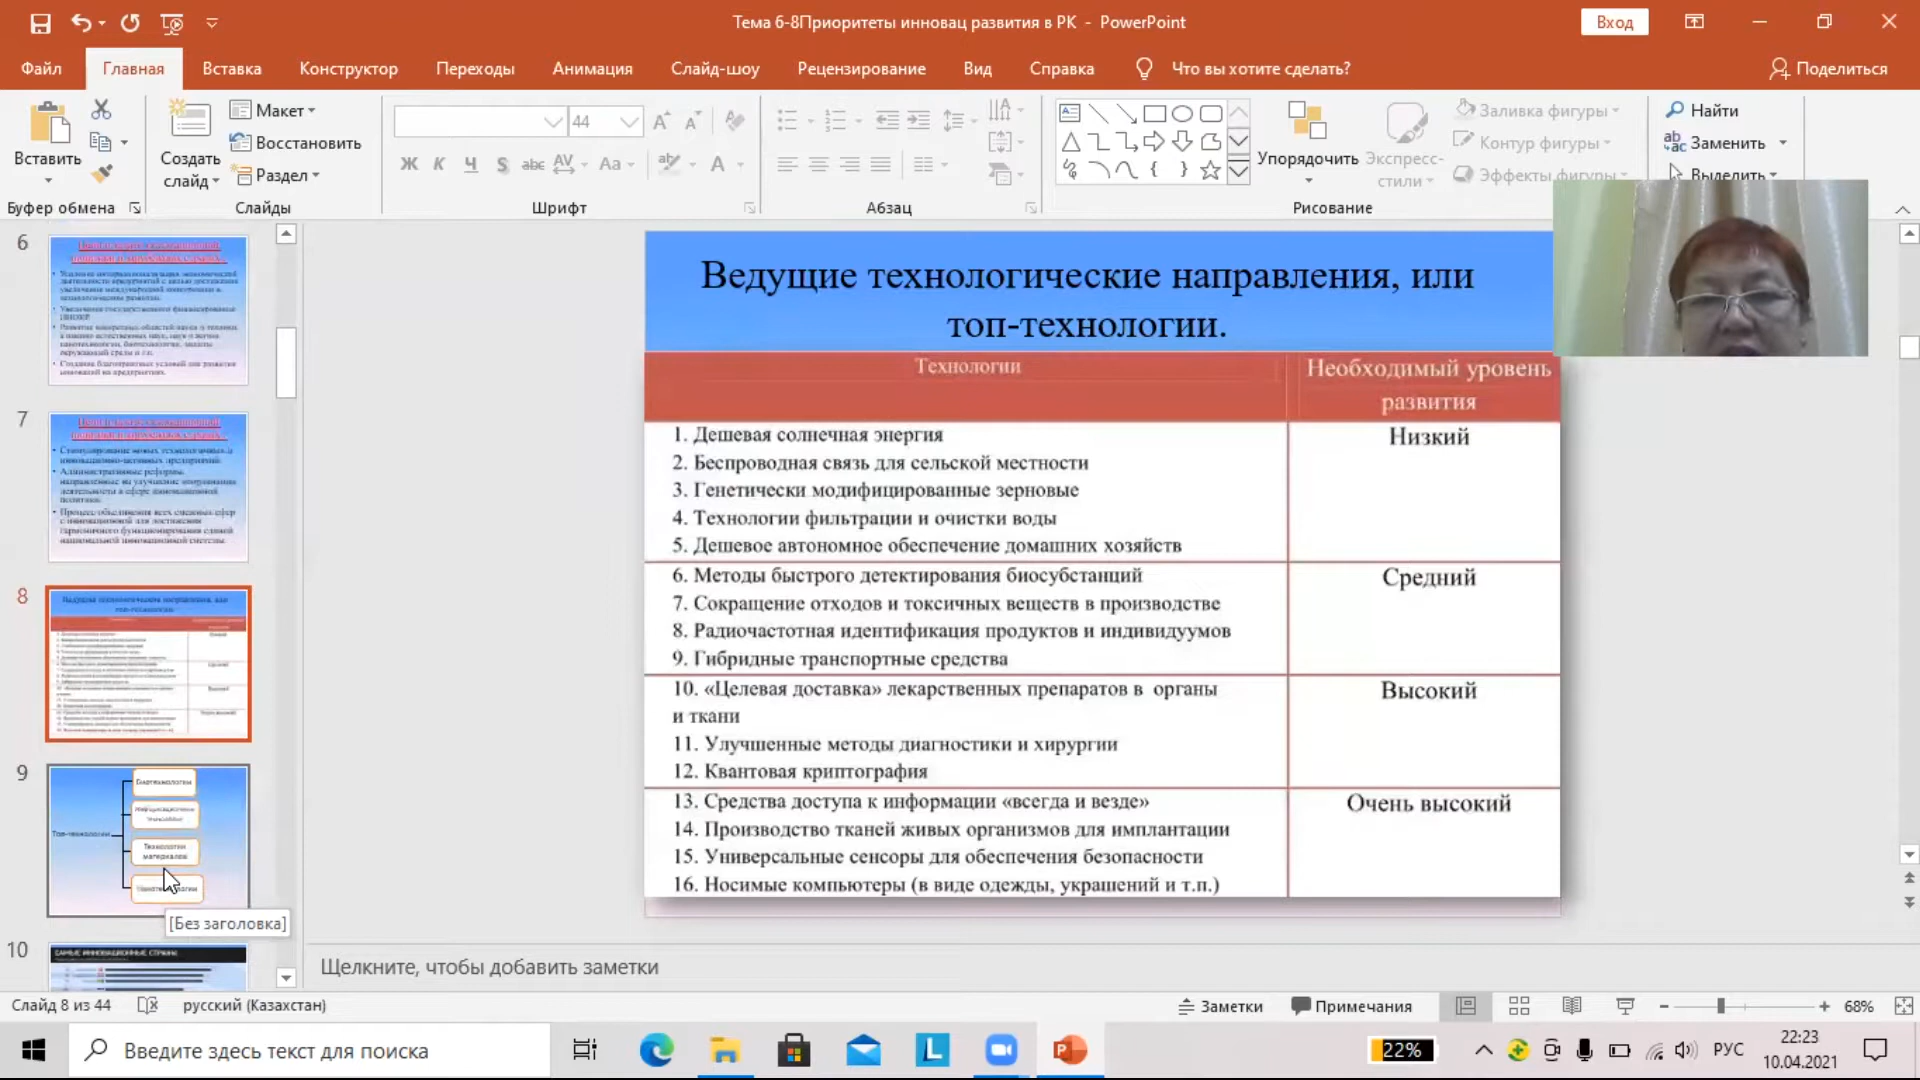 Тема 6-8Приоритеты инновац развития в РК - PowerPoint
Вход
Файл
Главная
Вставка
Конструктор
Переходы
Анимация
Слайд-шоу
Рецензирование
Вид
Справка
Что вы хотите сделать?
Поделиться
Вставить
Создать слайд
Макет
Восстановить
Раздел
44
Ж К Ч S abc AV Aa A
Упорядочить
Экспресс-стили
Заливка фигуры
Контур фигуры
Эффекты фигуры
Найти
Заменить
Выделить
Буфер обмена
Слайды
Шрифт
Абзац
Рисование
6
7
8
9
Технологии материалов
[Без заголовка]
10
САМЫЕ ИННОВАЦИОННЫЕ СТРАНЫ
Ведущие технологические направления, или
топ-технологии.
Технологии
Необходимый уровень
развития
1. Дешевая солнечная энергия
2. Беспроводная связь для сельской местности
3. Генетически модифицированные зерновые
4. Технологии фильтрации и очистки воды
5. Дешевое автономное обеспечение домашних хозяйств
Низкий
6. Методы быстрого детектирования биосубстанций
7. Сокращение отходов и токсичных веществ в производстве
8. Радиочастотная идентификация продуктов и индивидуумов
9. Гибридные транспортные средства
Средний
10. «Целевая доставка» лекарственных препаратов в органы
и ткани
11. Улучшенные методы диагностики и хирургии
12. Квантовая криптография
Высокий
13. Средства доступа к информации «всегда и везде»
14. Производство тканей живых организмов для имплантации
15. Универсальные сенсоры для обеспечения безопасности
16. Носимые компьютеры (в виде одежды, украшений и т.п.)
Очень высокий
Щелкните, чтобы добавить заметки
Слайд 8 из 44
русский (Казахстан)
Заметки
Примечания
68%
Введите здесь текст для поиска
22%
РУС
22:23
10.04.2021